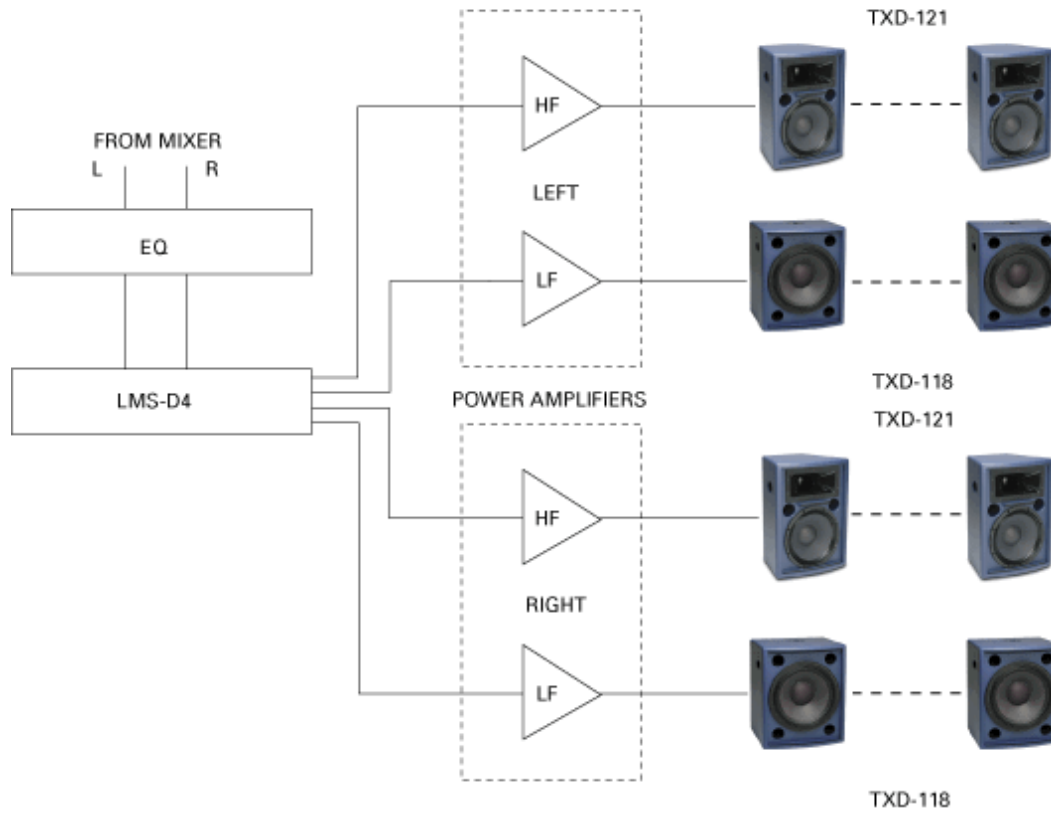 TXD-121
HF
FROM MIXER
L R
LEFT
EQ
LF
TXD-118
LMS-D4
POWER AMPLIFIERS
TXD-121
HF
RIGHT
LF
TXD-118